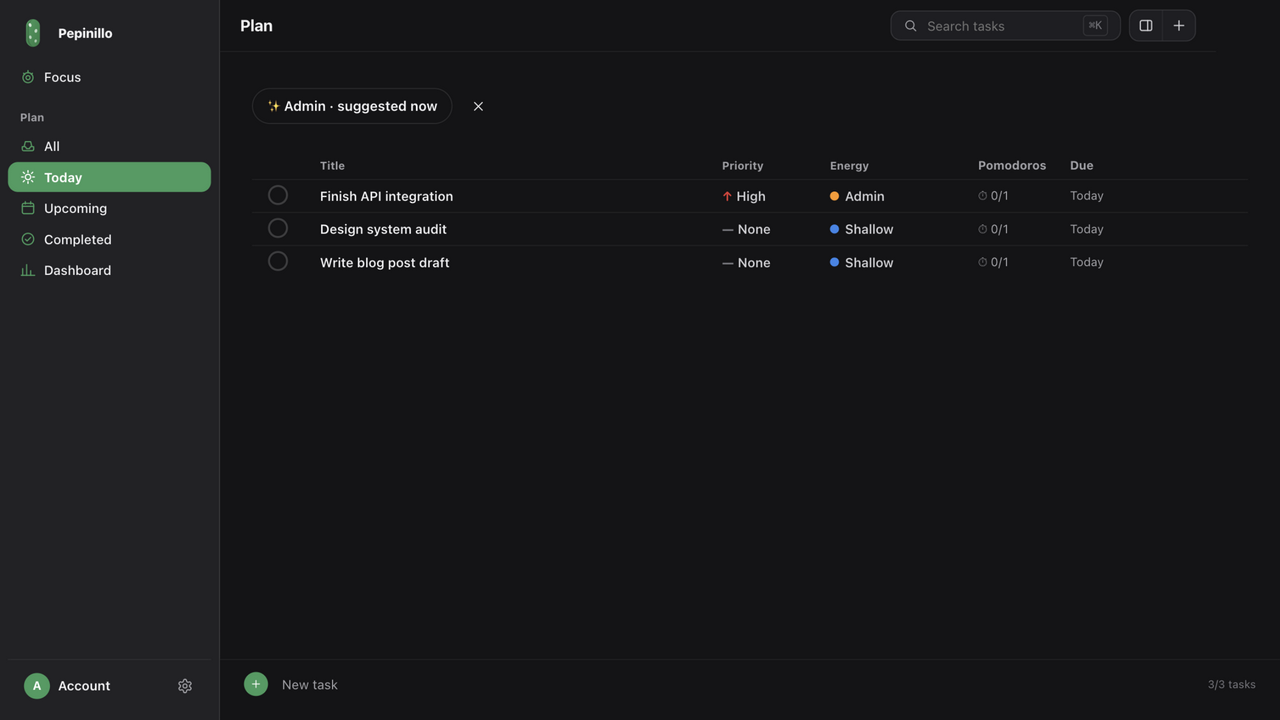 Pepinillo
Focus
Plan
All
Today
Upcoming
Completed
Dashboard
A Account
Plan
Search tasks ⌘K
✨ Admin · suggested now
Title Priority Energy Pomodoros Due
Finish API integration ↑ High Admin 0/1 Today
Design system audit — None Shallow 0/1 Today
Write blog post draft — None Shallow 0/1 Today
New task 3/3 tasks